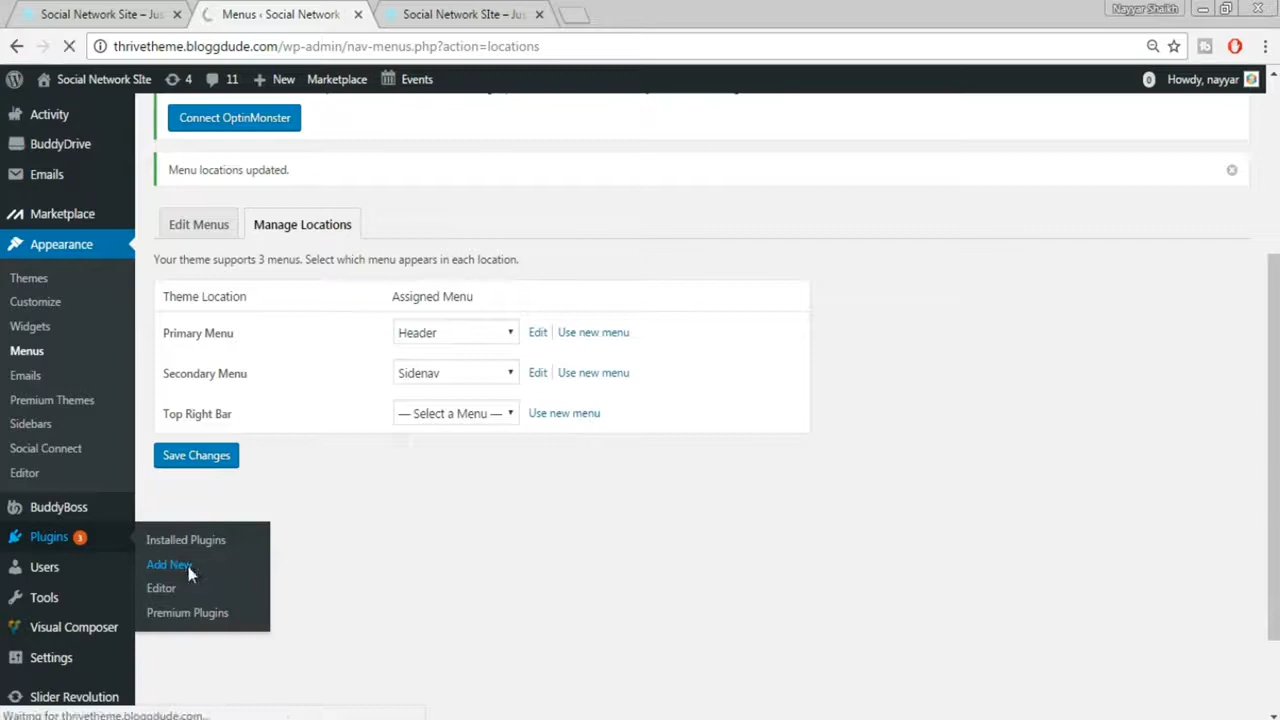 Social Network Site – Jus
Menus ‹ Social Network
Social Network SIte – Jus
Nayyar Shaikh
thrivetheme.bloggdude.com/wp-admin/nav-menus.php?action=locations
Social Network SIte 4 11 New Marketplace Events 0 Howdy, nayyar
Activity
Connect OptinMonster
BuddyDrive
Menu locations updated.
Emails
Marketplace
Edit Menus Manage Locations
Appearance
Your theme supports 3 menus. Select which menu appears in each location.
Themes
Theme Location Assigned Menu
Customize
Widgets
Primary Menu Header Edit Use new menu
Menus
Emails
Secondary Menu Sidenav Edit Use new menu
Premium Themes
Top Right Bar — Select a Menu — Use new menu
Sidebars
Social Connect
Save Changes
Editor
BuddyBoss
Plugins 3
Installed Plugins
Add New
Users
Editor
Tools
Premium Plugins
Visual Composer
Settings
Slider Revolution
Waiting for thrivetheme.bloggdude.com...